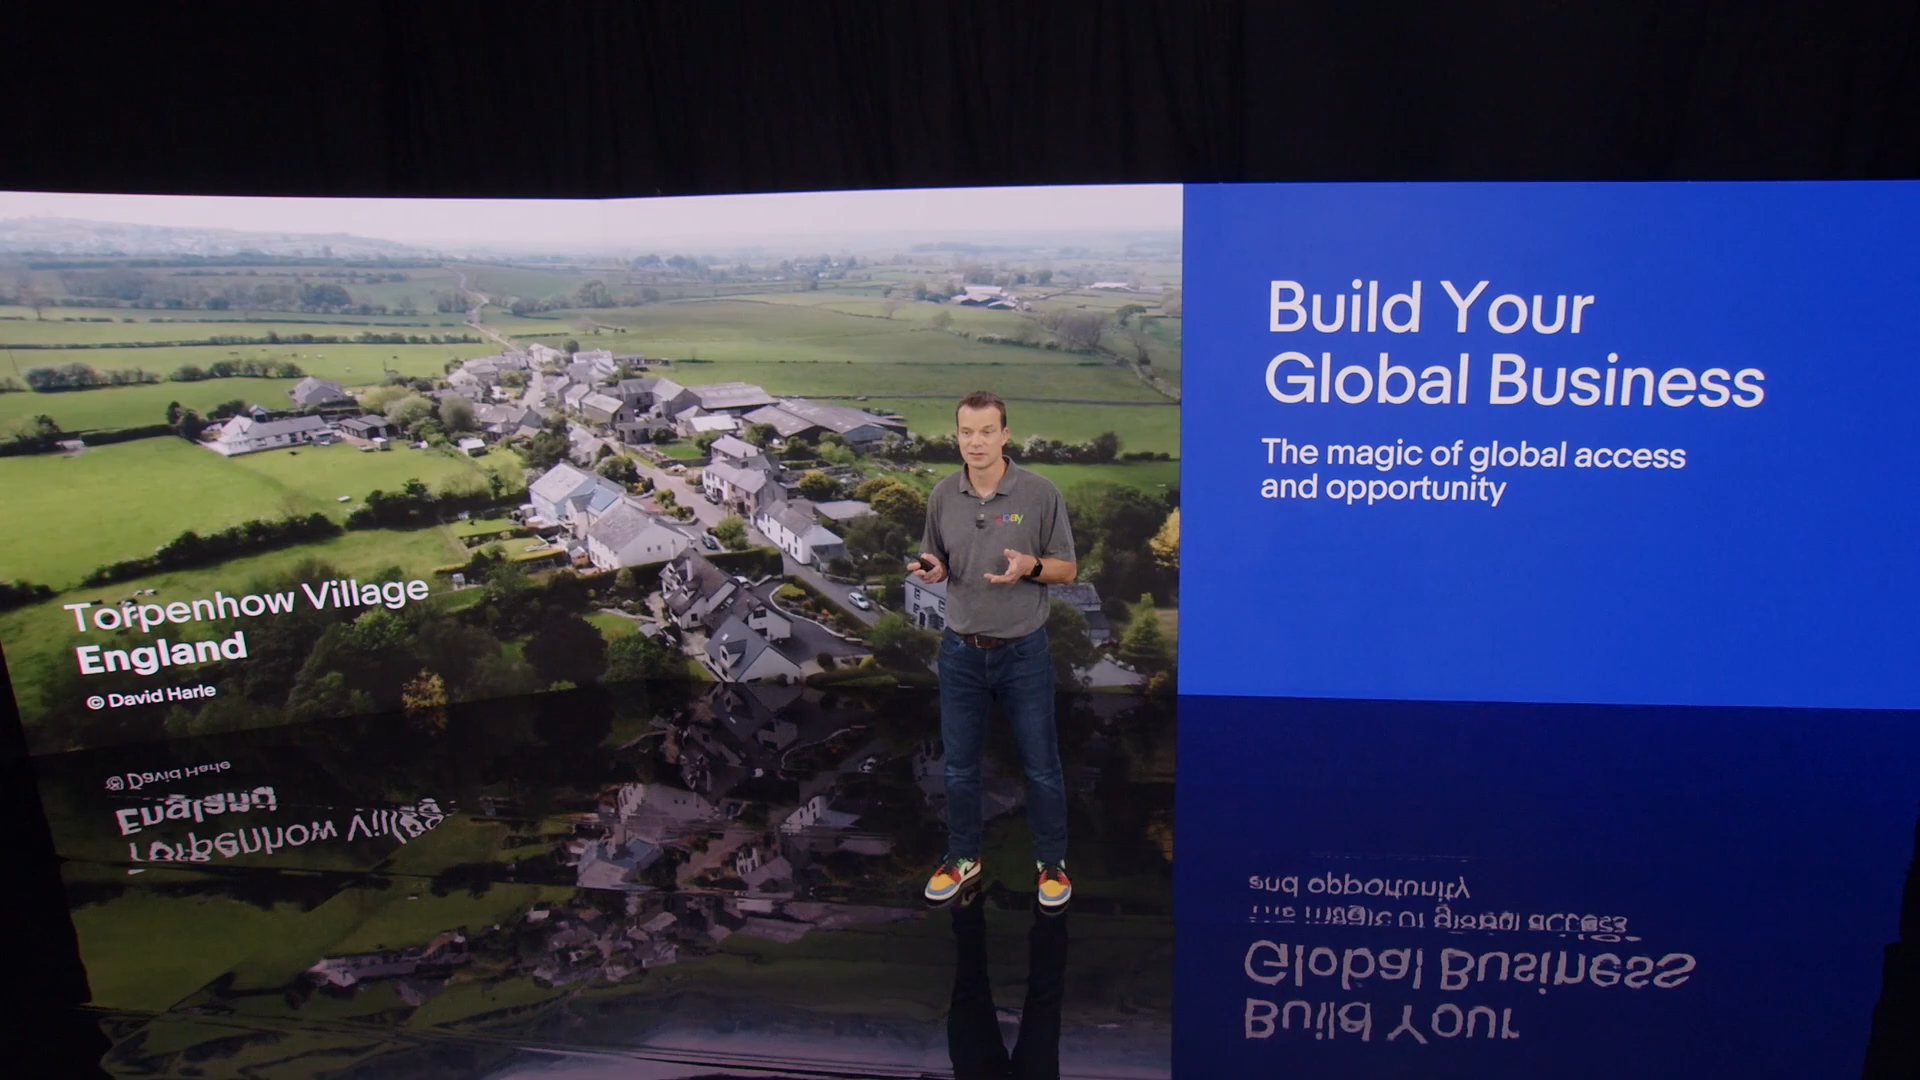 Torpenhow Village
England
© David Harle
ebay
Build Your
Global Business
The magic of global access
and opportunity